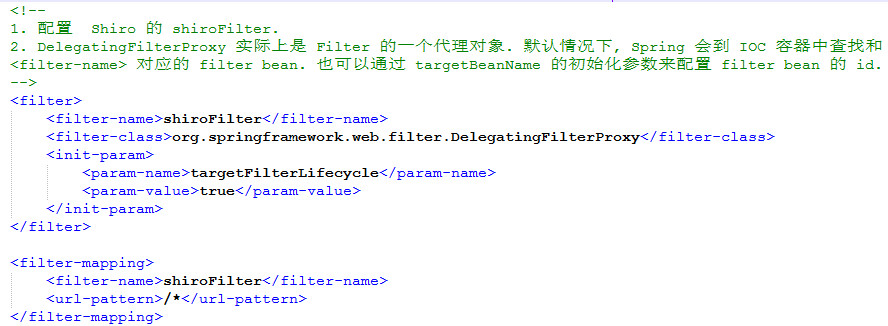 <!--
1. 配置  Shiro 的 shiroFilter.
2. DelegatingFilterProxy 实际上是 Filter 的一个代理对象. 默认情况下, Spring 会到 IOC 容器中查找和
<filter-name> 对应的 filter bean. 也可以通过 targetBeanName 的初始化参数来配置 filter bean 的 id.
-->
<filter>
    <filter-name>shiroFilter</filter-name>
    <filter-class>org.springframework.web.filter.DelegatingFilterProxy</filter-class>
    <init-param>
        <param-name>targetFilterLifecycle</param-name>
        <param-value>true</param-value>
    </init-param>
</filter>

<filter-mapping>
    <filter-name>shiroFilter</filter-name>
    <url-pattern>/*</url-pattern>
</filter-mapping>